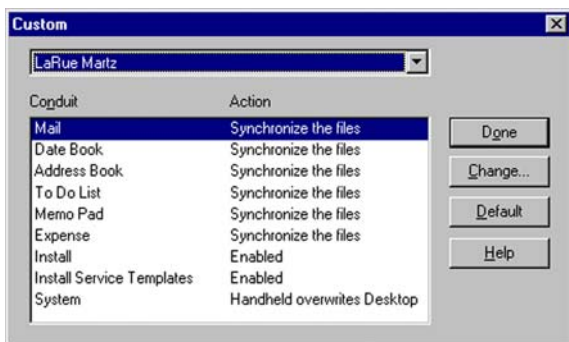 Custom
LaRue Martz
Conduit Action
Mail Synchronize the files
Date Book Synchronize the files
Address Book Synchronize the files
To Do List Synchronize the files
Memo Pad Synchronize the files
Expense Synchronize the files
Install Enabled
Install Service Templates Enabled
System Handheld overwrites Desktop
Done
Change...
Default
Help